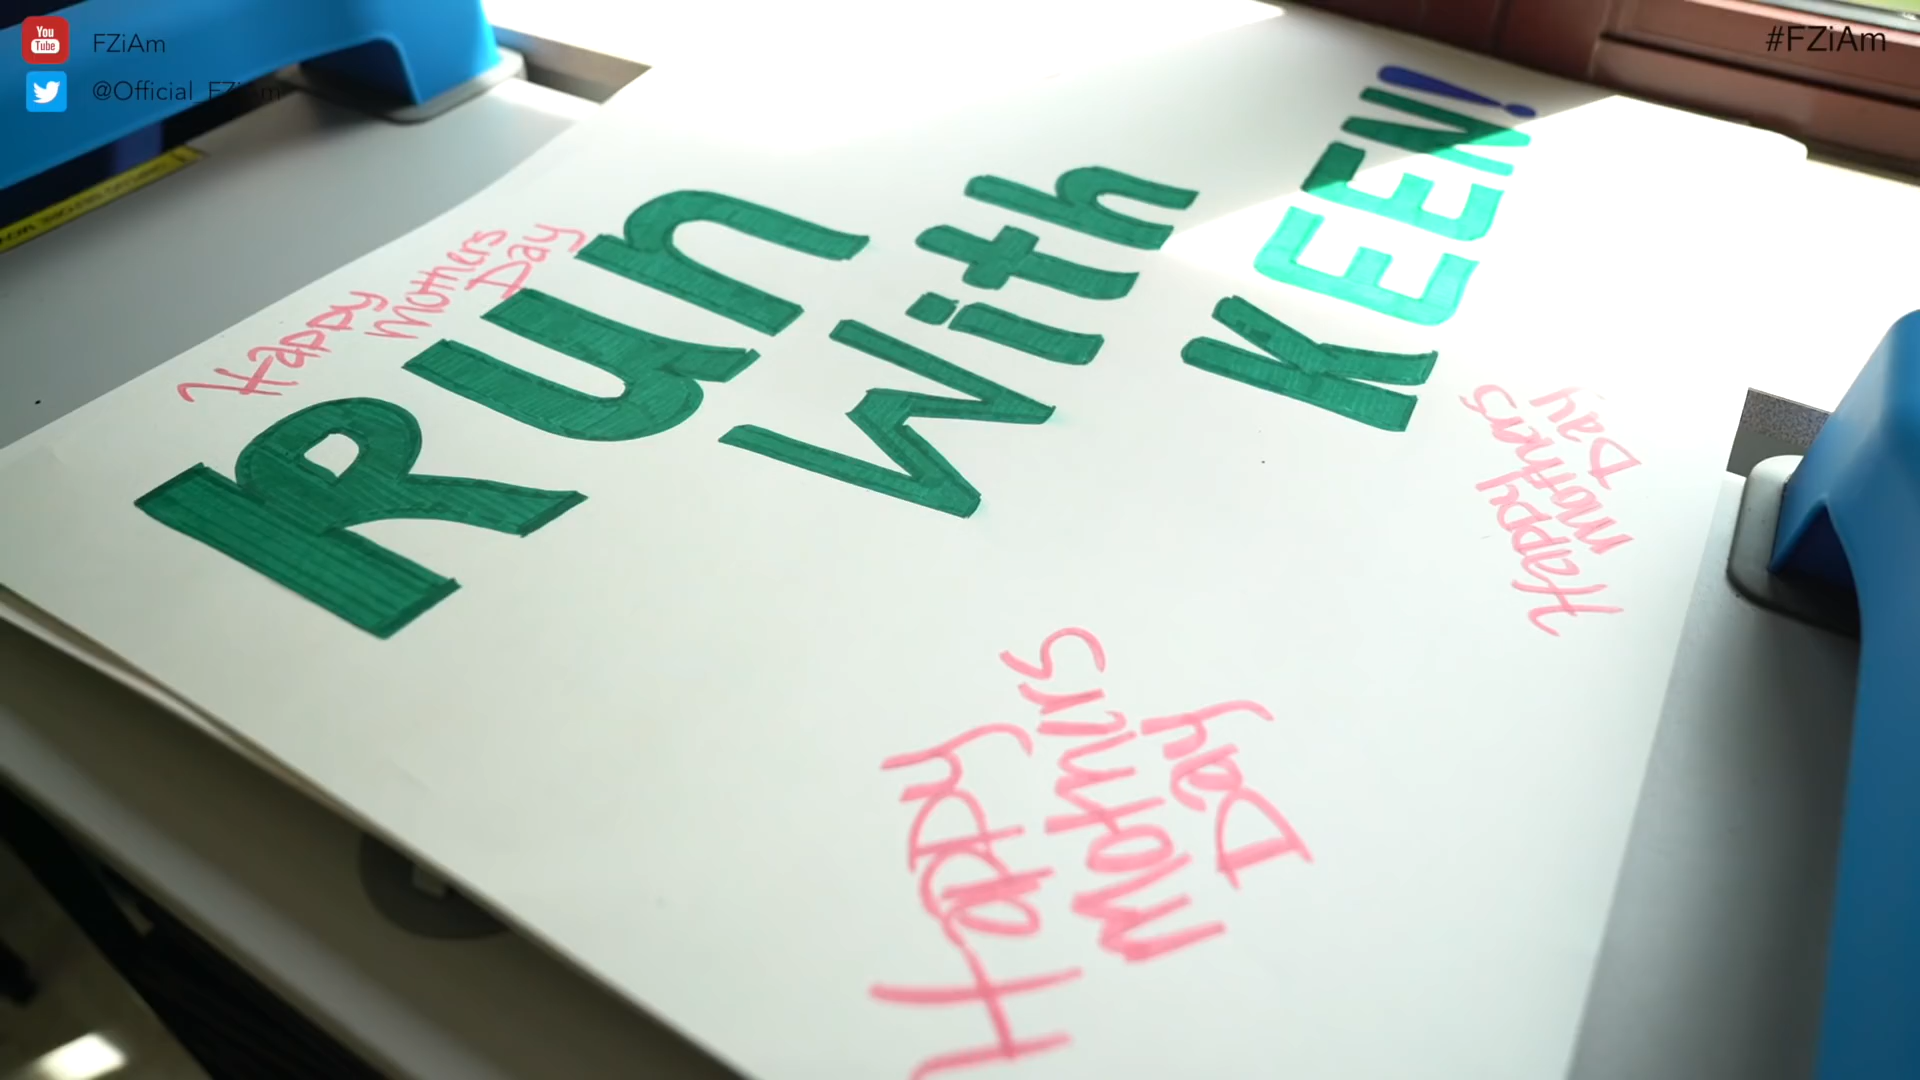 You
Tube
FZiAm
@Official_FZiAm
#FZiAm
Run
with
KEEN!
Happy
mothers
Day
Happy
mothers
Day
Happy
Mothers
Day